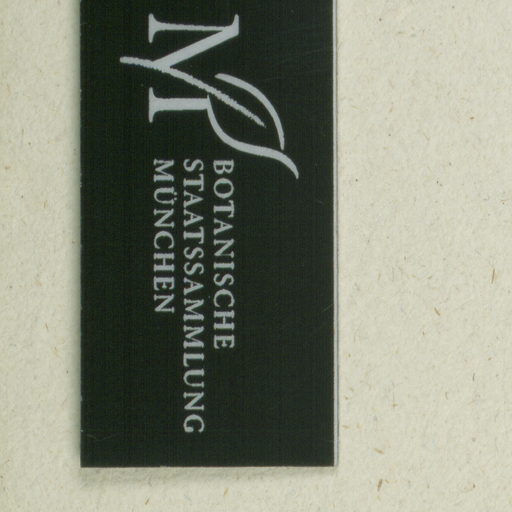 M
BOTANISCHE
STAATSSAMMLUNG
MÜNCHEN